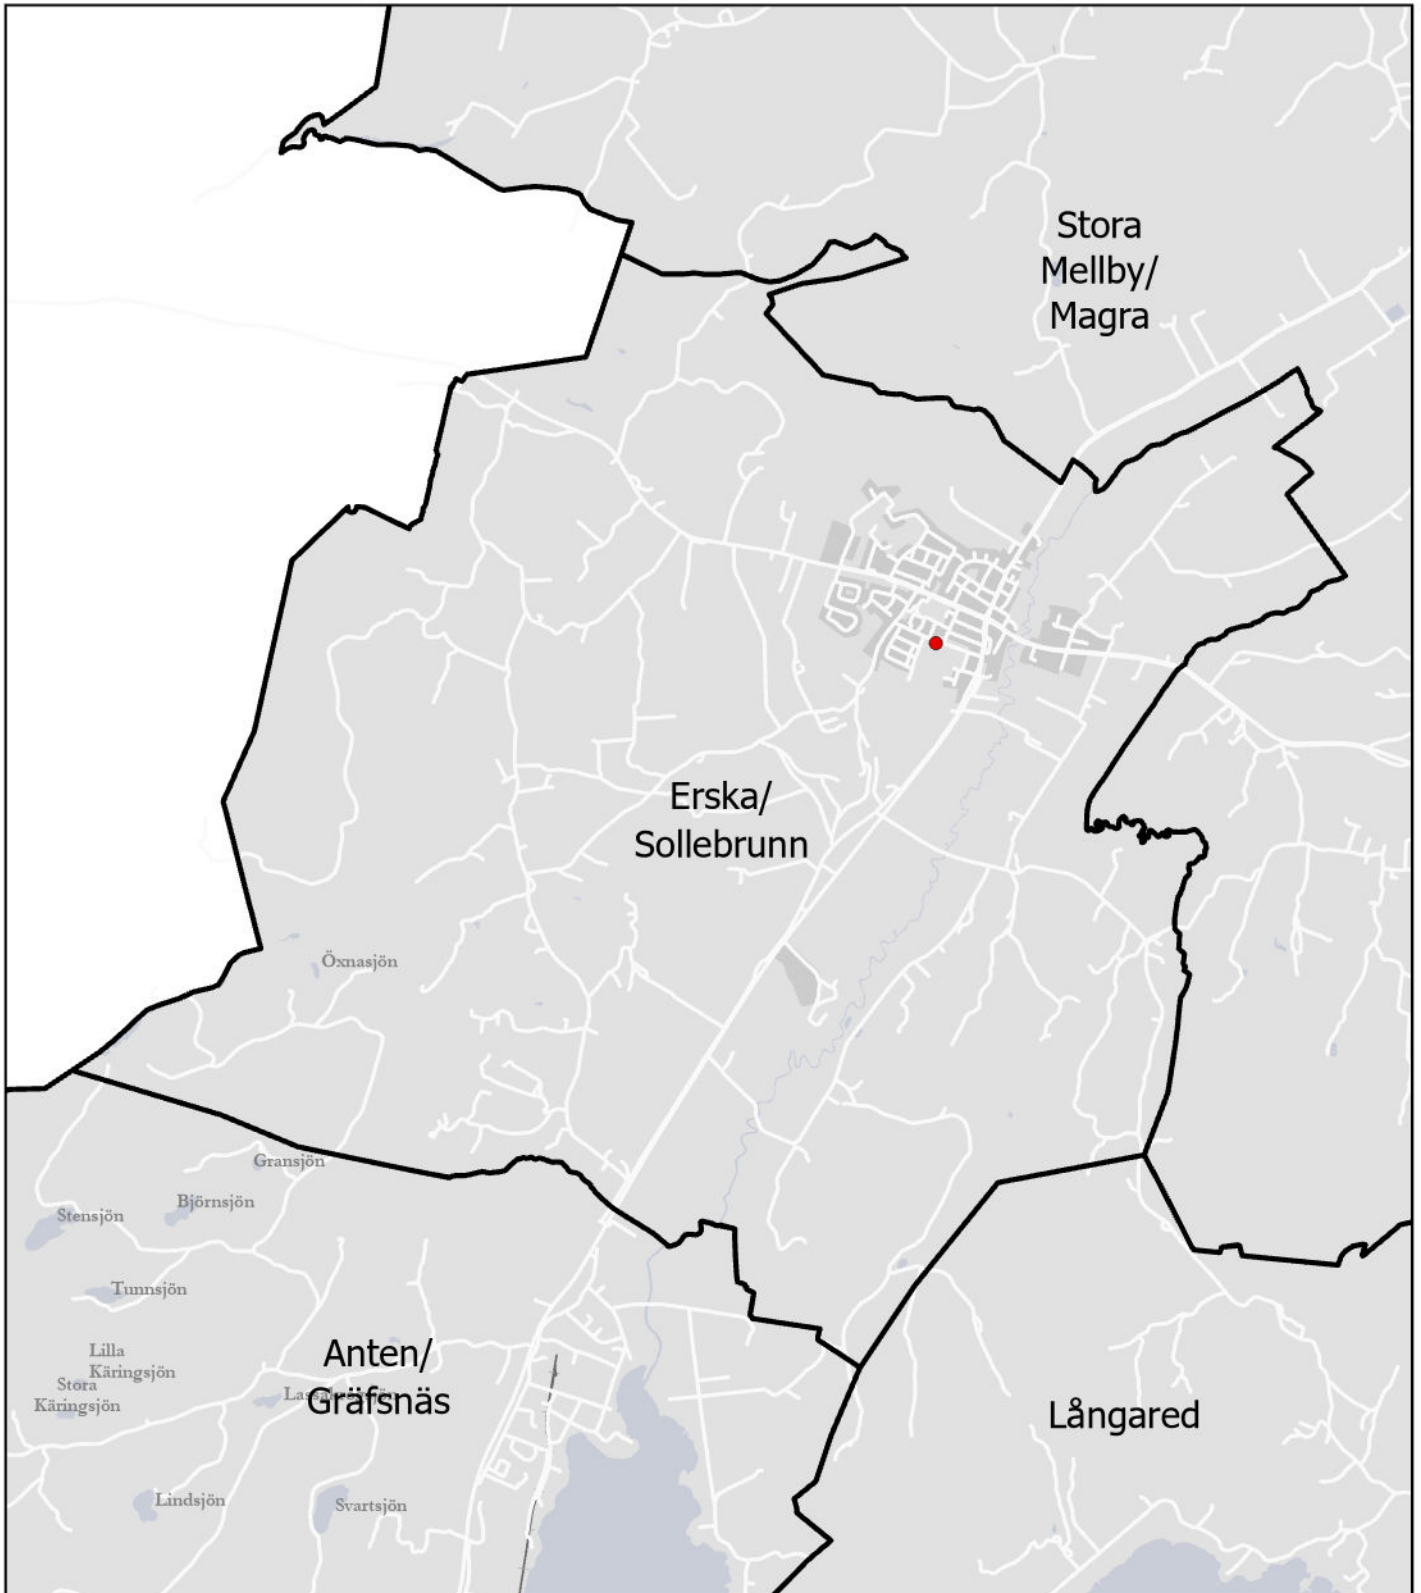 Stora
Mellby/
Magra
Erska/
Sollebrunn
Öxnasjön
Gransjön
Björnsjön
Stensjön
Tunnsjön
Lilla
Käringsjön
Stora
Käringsjön
Anten/
Gräfsnäs
Långared
Lindsjön
Svartsjön